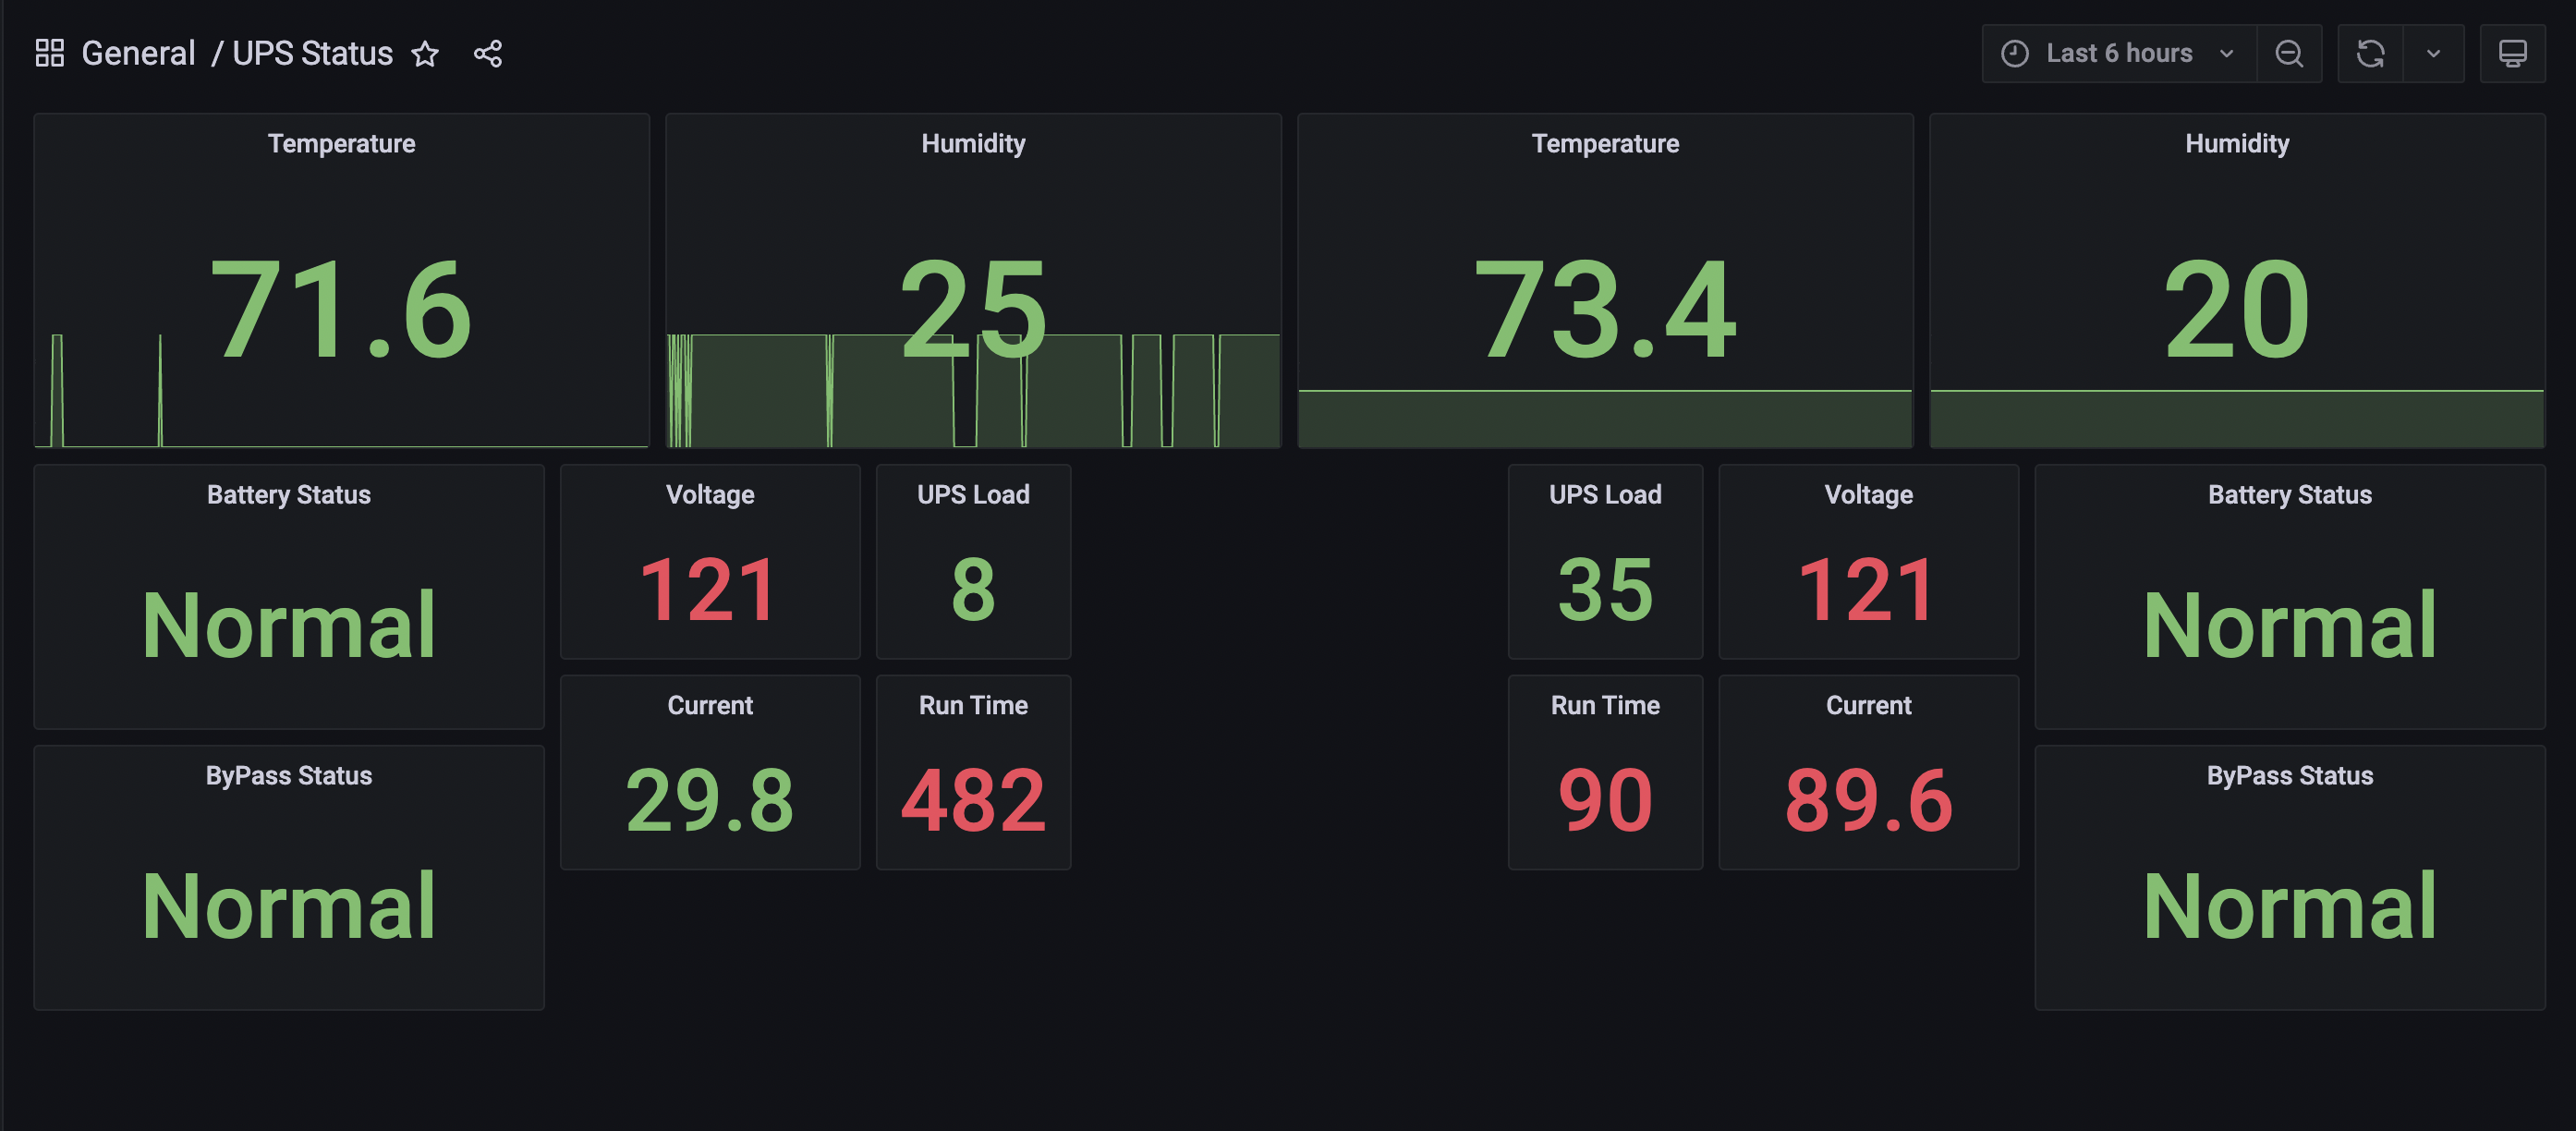 General / UPS Status
Last 6 hours
Temperature
71.6
Humidity
25
Temperature
73.4
Humidity
20
Battery Status
Normal
Voltage
121
UPS Load
8
UPS Load
35
Voltage
121
Battery Status
Normal
Current
29.8
Run Time
482
Run Time
90
Current
89.6
ByPass Status
Normal
ByPass Status
Normal